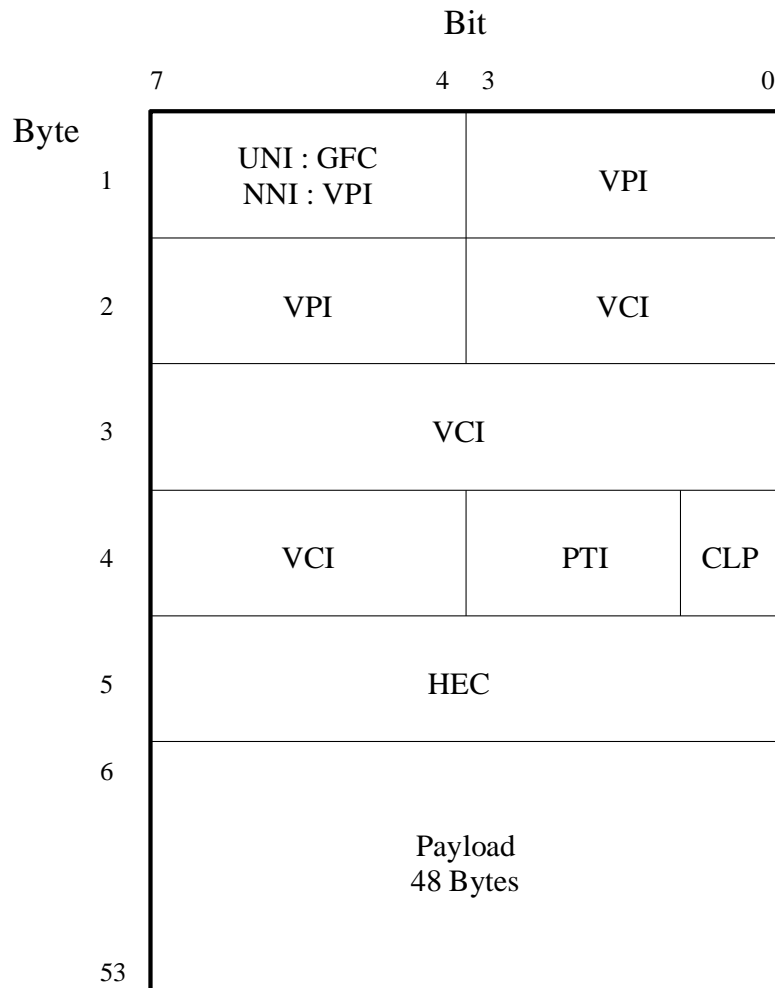 Bit
7 4 3 0
Byte
1
UNI : GFC
NNI : VPI
VPI
2
VPI
VCI
3
VCI
4
VCI
PTI
CLP
5
HEC
6
Payload
48 Bytes
53